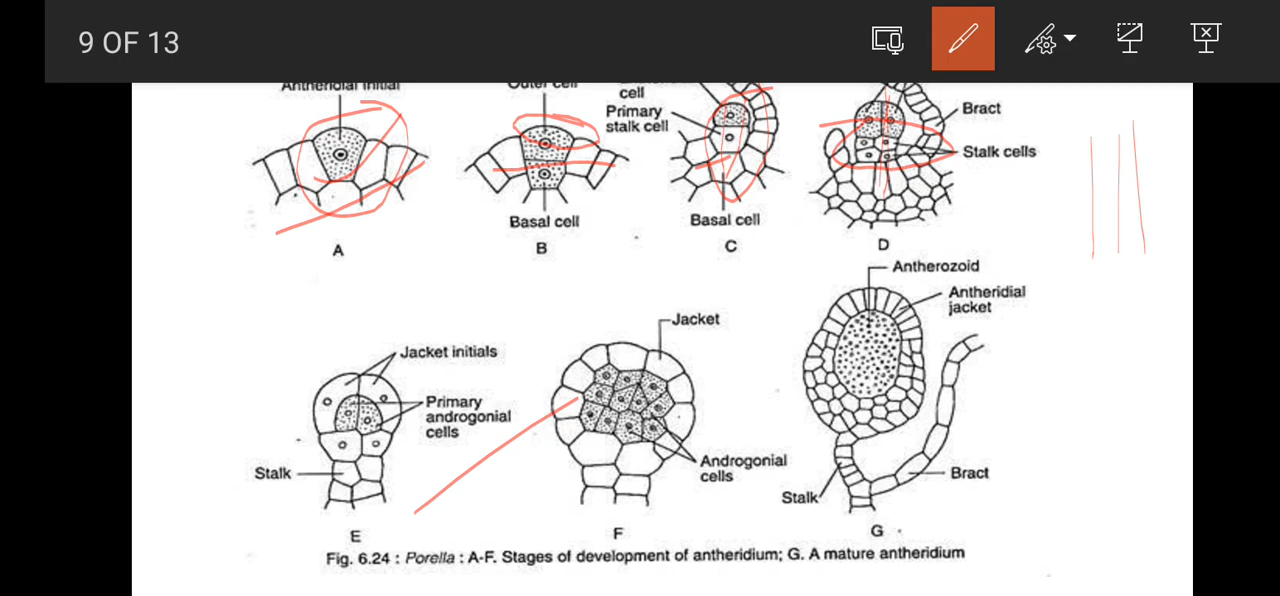 9 OF 13
Antheridial initial
Outer cell
cell
Primary
stalk cell
Bract
Stalk cells
Basal cell
Basal cell
A
B
C
D
Antherozoid
Antheridial
jacket
Jacket
Jacket initials
Primary
androgonial
cells
Androgonial
cells
Stalk
Stalk
Bract
E
F
G
Fig. 6.24 : Porella : A-F. Stages of development of antheridium; G. A mature antheridium